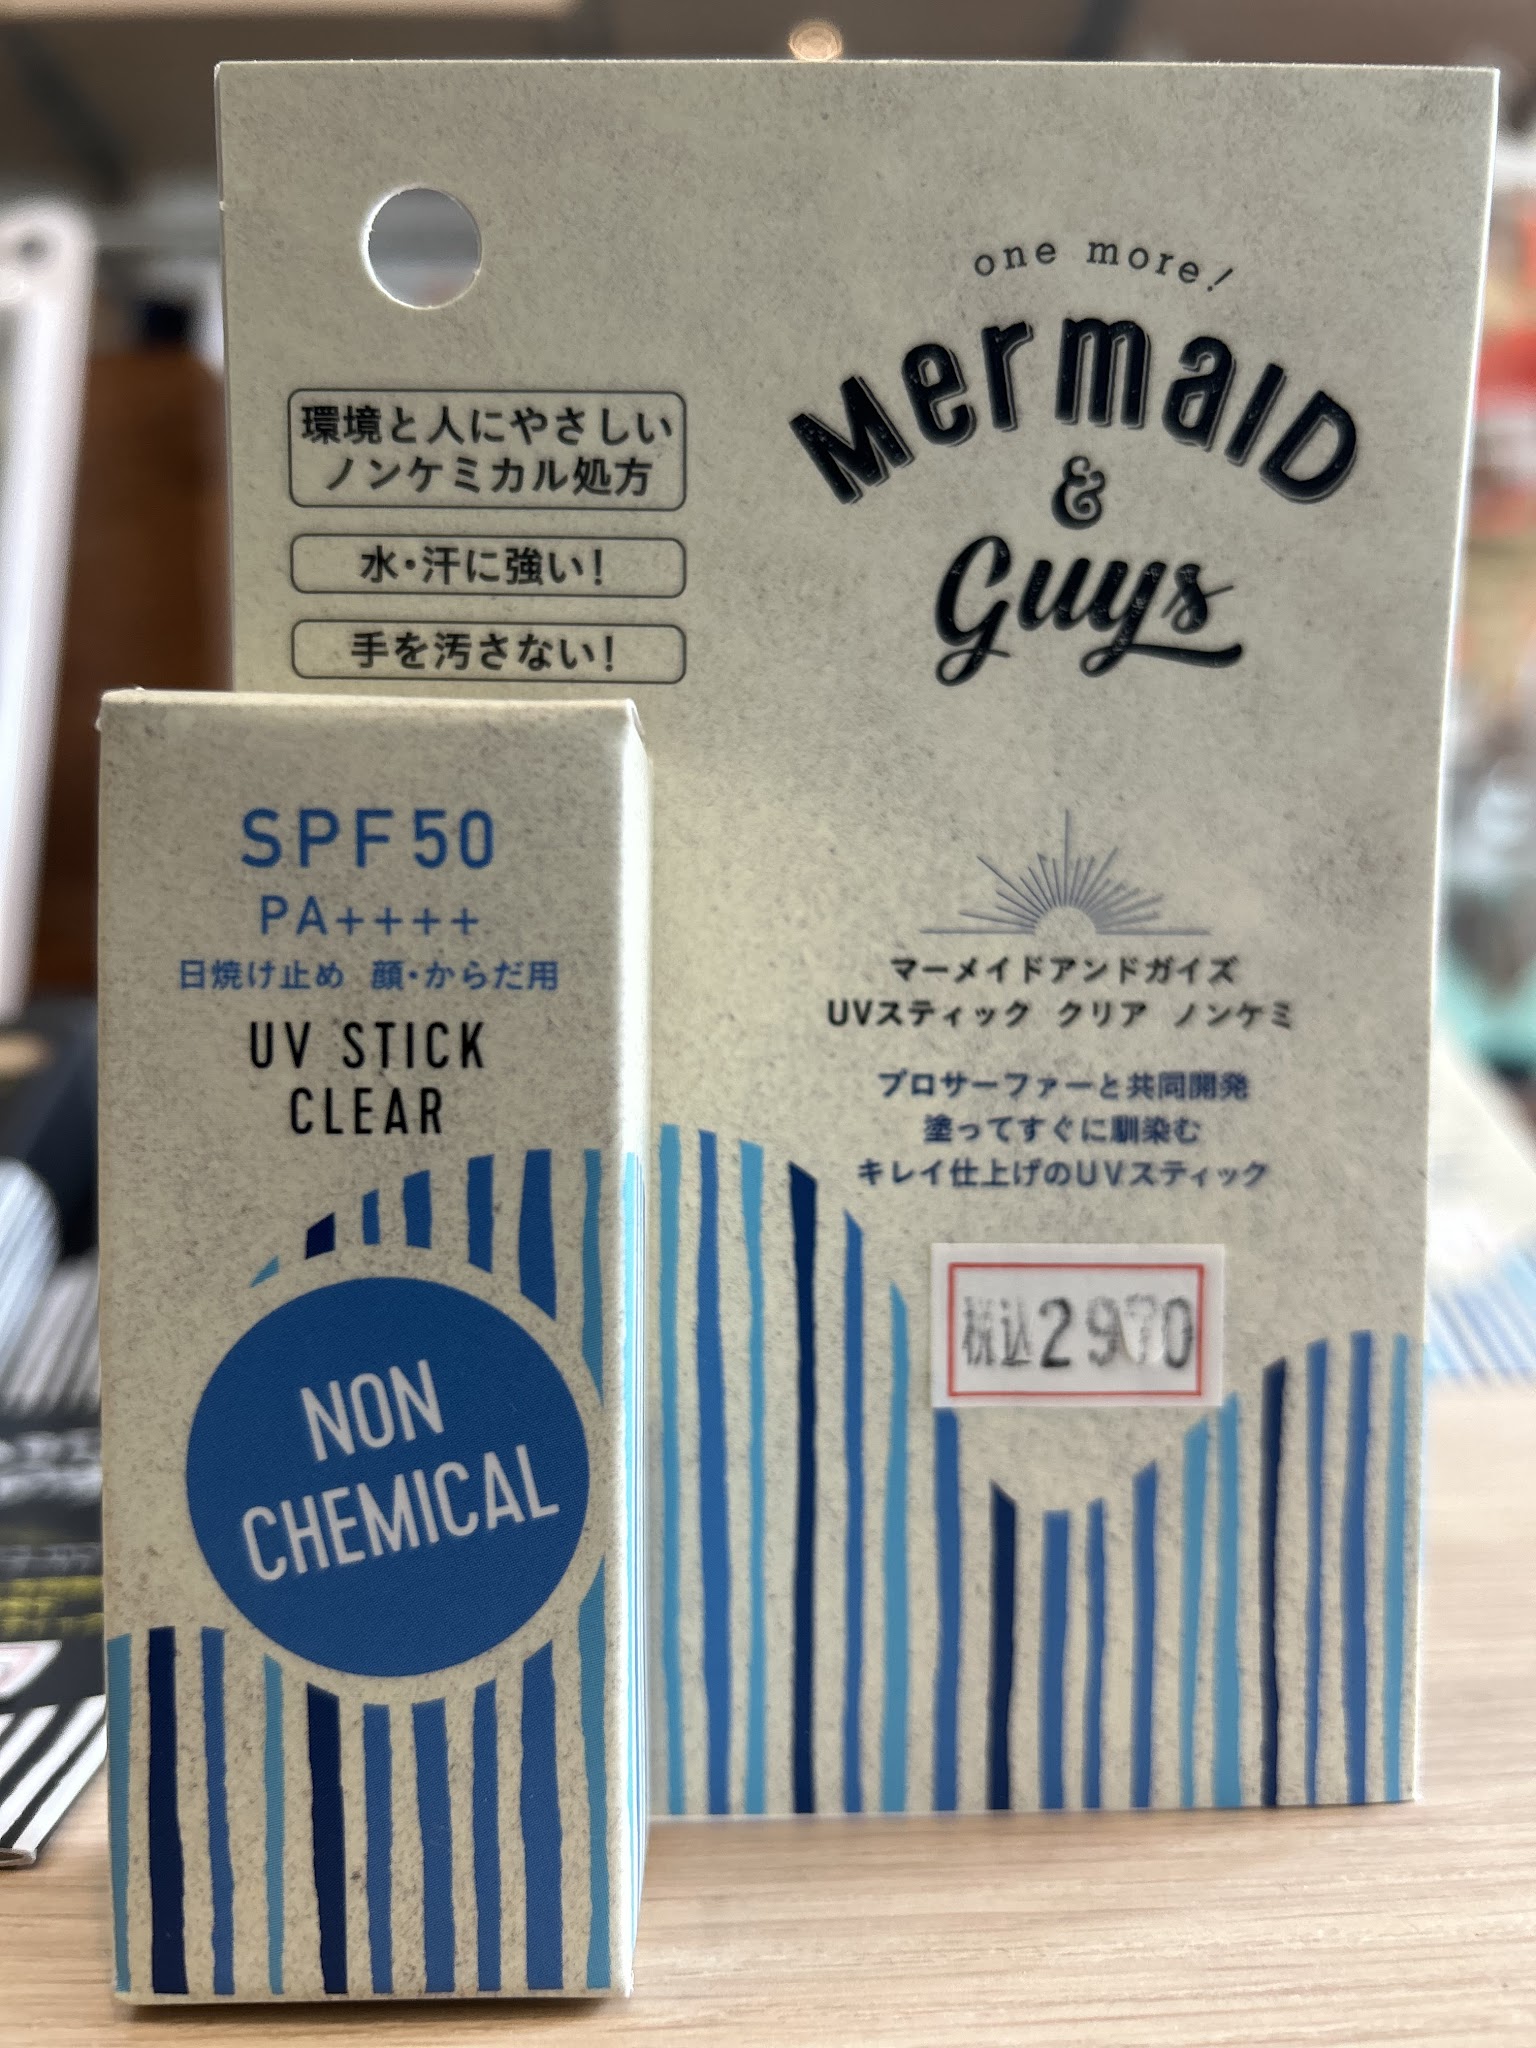 one more!
Mermaid
&
Guys
環境と人にやさしい
ノンケミカル処方
水・汗に強い!
手を汚さない!
マーメイドアンドガイズ
UVスティック クリア ノンケミ
プロサーファーと共同開発
塗ってすぐに馴染む
キレイ仕上げのUVスティック
税込2970
SPF50
PA++++
日焼け止め 顔・からだ用
UV STICK
CLEAR
NON
CHEMICAL